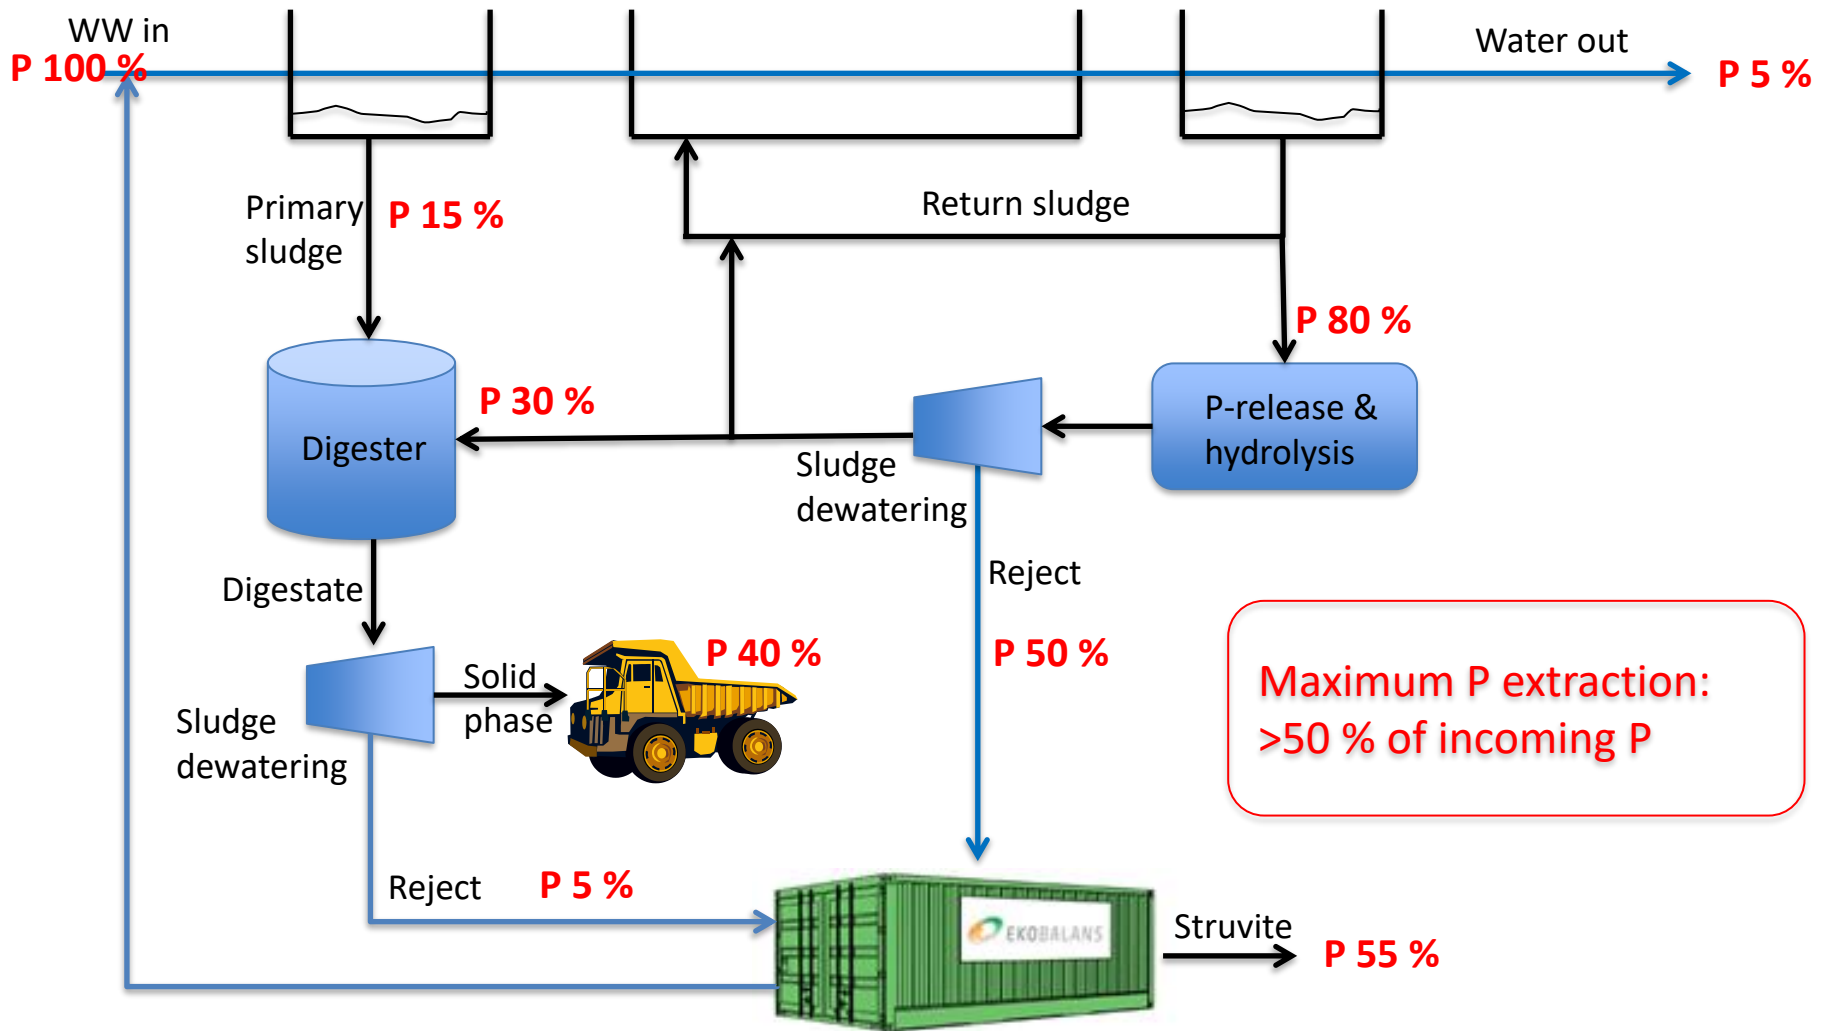 WW in
P 100 %
Water out
P 5 %
Primary
sludge
P 15 %
Return sludge
P 80 %
P 30 %
P-release &
hydrolysis
Digester
Sludge
dewatering
Digestate
Reject
Solid
phase
P 40 %
P 50 %
Maximum P extraction:
>50 % of incoming P
Sludge
dewatering
Reject
P 5 %
EKOBALANS
Struvite
P 55 %